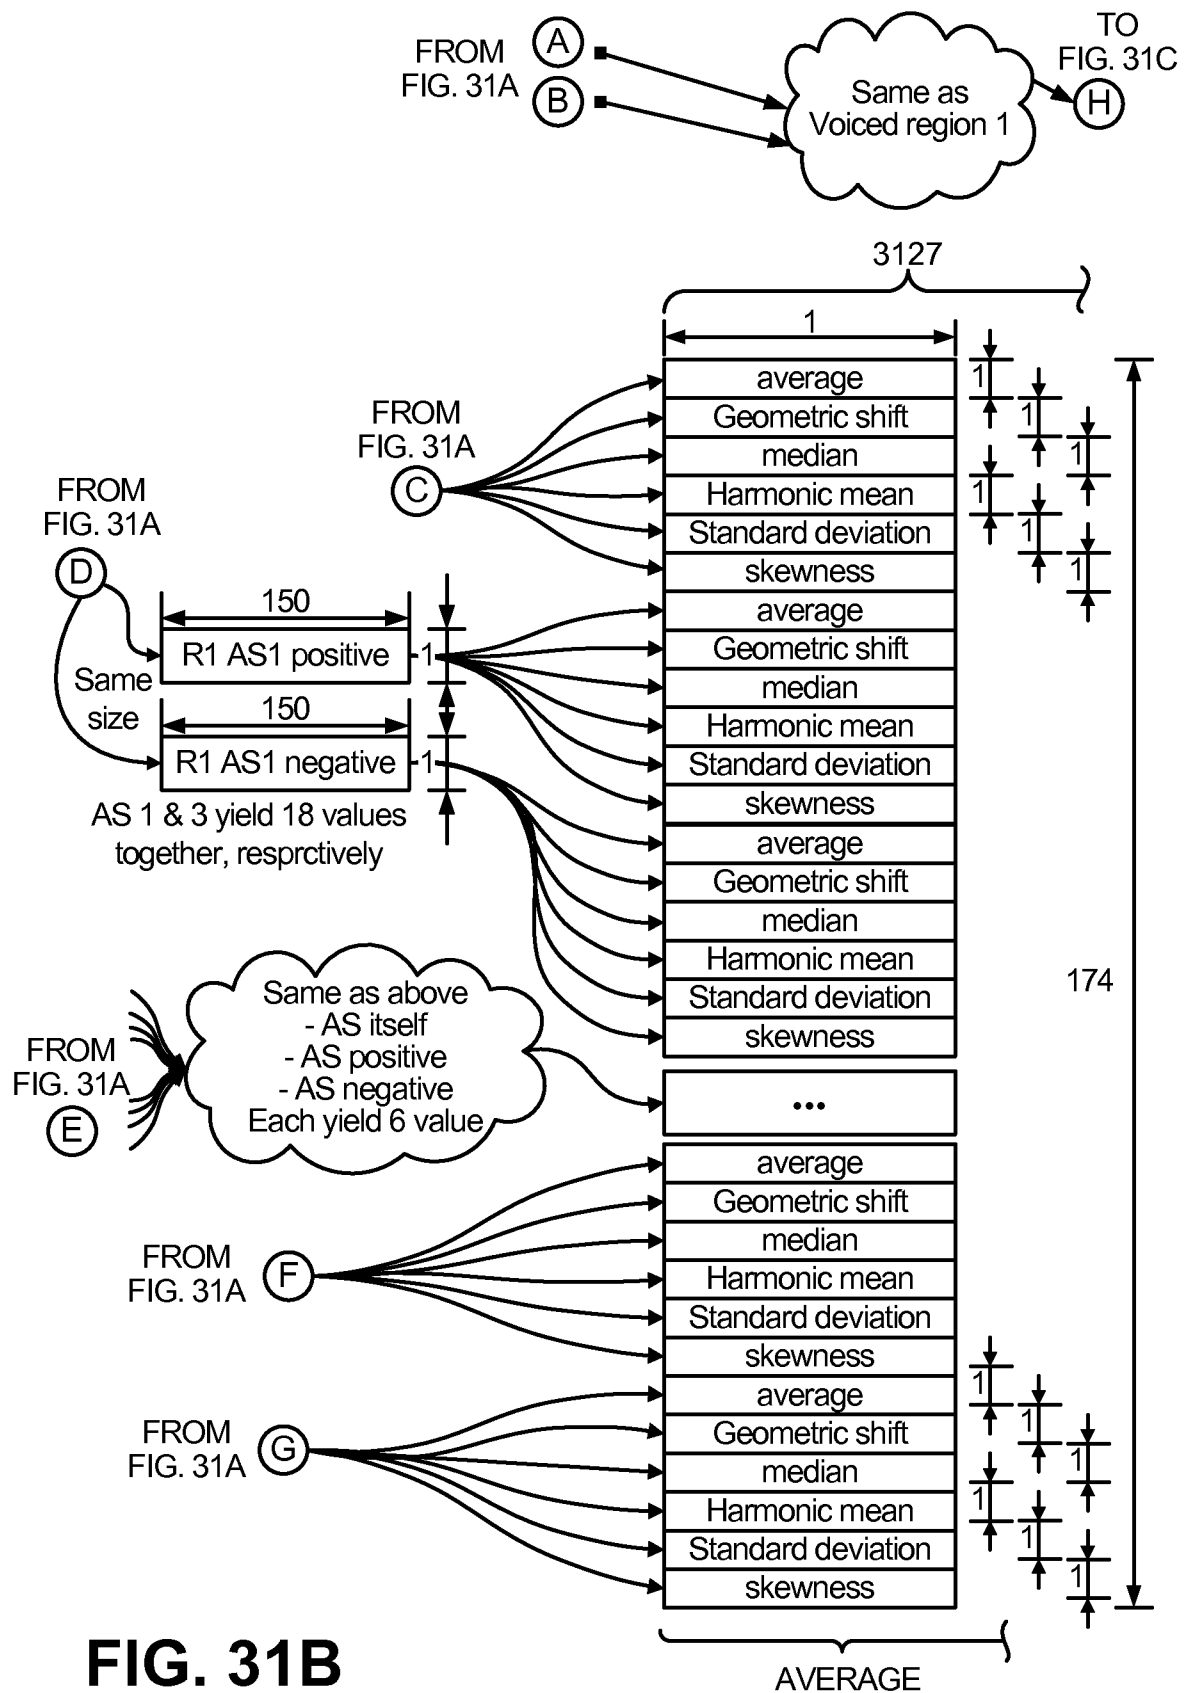 FROM
FIG. 31A
A
B
Same as
Voiced region 1
TO
FIG. 31C
H
3127
1
average
Geometric shift
median
Harmonic mean
Standard deviation
skewness
1
1
1
1
1
1
FROM
FIG. 31A
C
FROM
FIG. 31A
D
150
R1 AS1 positive
1
Same
size
150
R1 AS1 negative
1
AS 1 & 3 yield 18 values
together, resprctively
average
Geometric shift
median
Harmonic mean
Standard deviation
skewness
average
Geometric shift
median
Harmonic mean
Standard deviation
skewness
174
FROM
FIG. 31A
E
Same as above
- AS itself
- AS positive
- AS negative
Each yield 6 value
...
FROM
FIG. 31A
F
average
Geometric shift
median
Harmonic mean
Standard deviation
skewness
FROM
FIG. 31A
G
average
Geometric shift
median
Harmonic mean
Standard deviation
skewness
1
1
1
1
1
1
AVERAGE
FIG. 31B